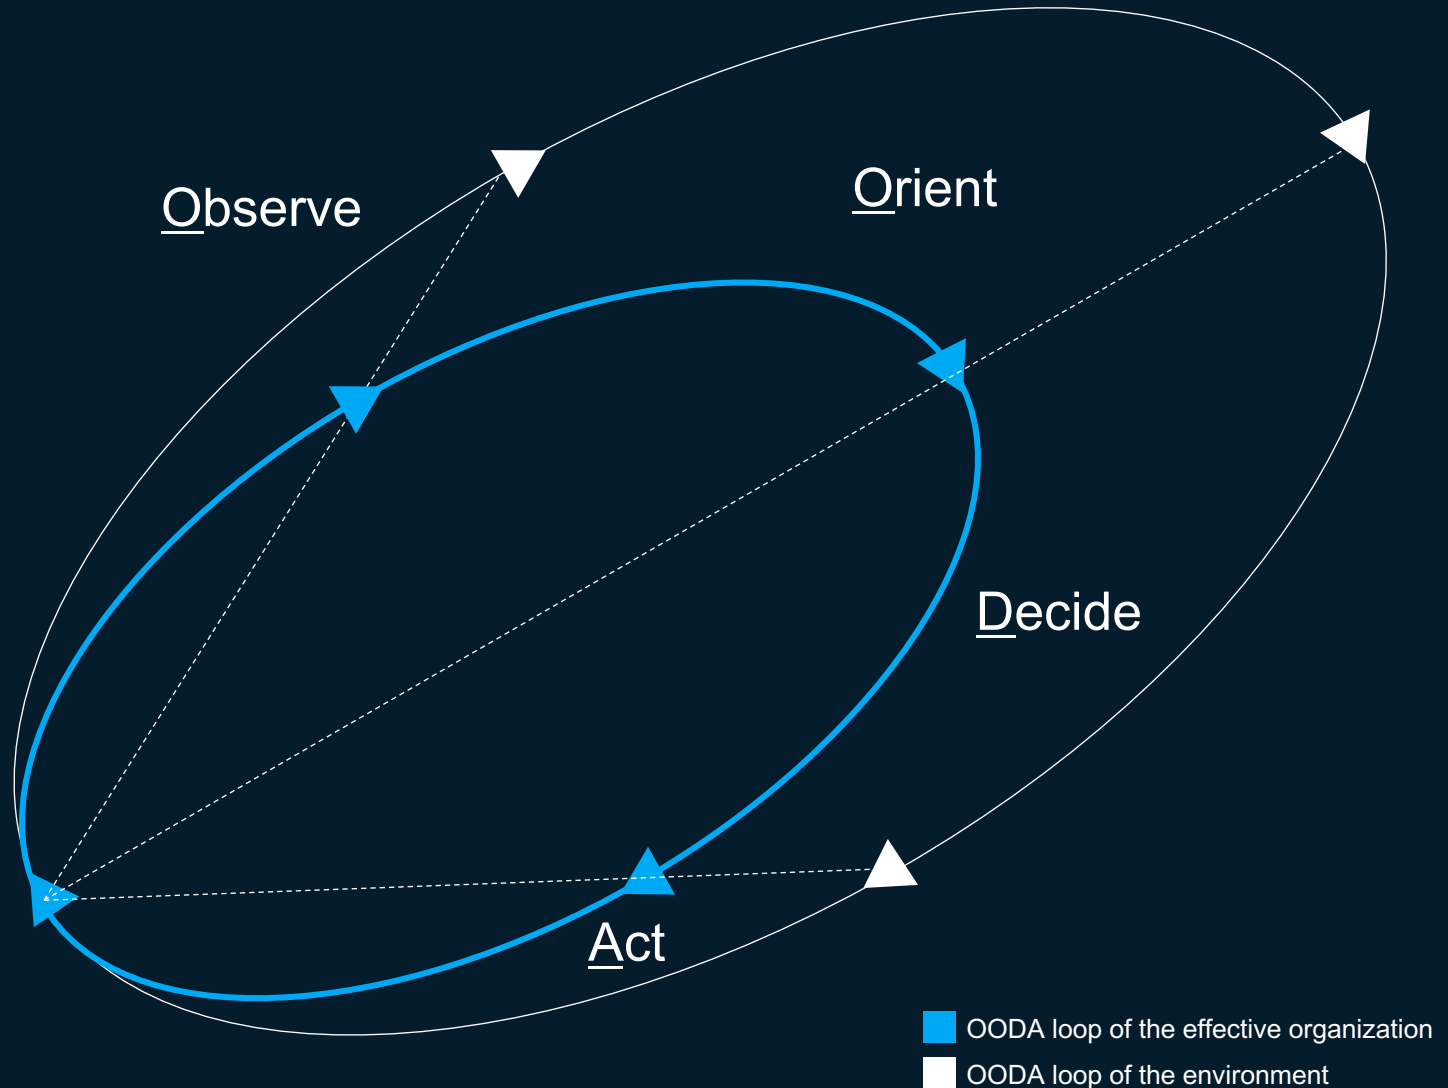 Observe
Orient
Decide
Act
OODA loop of the effective organization
OODA loop of the environment